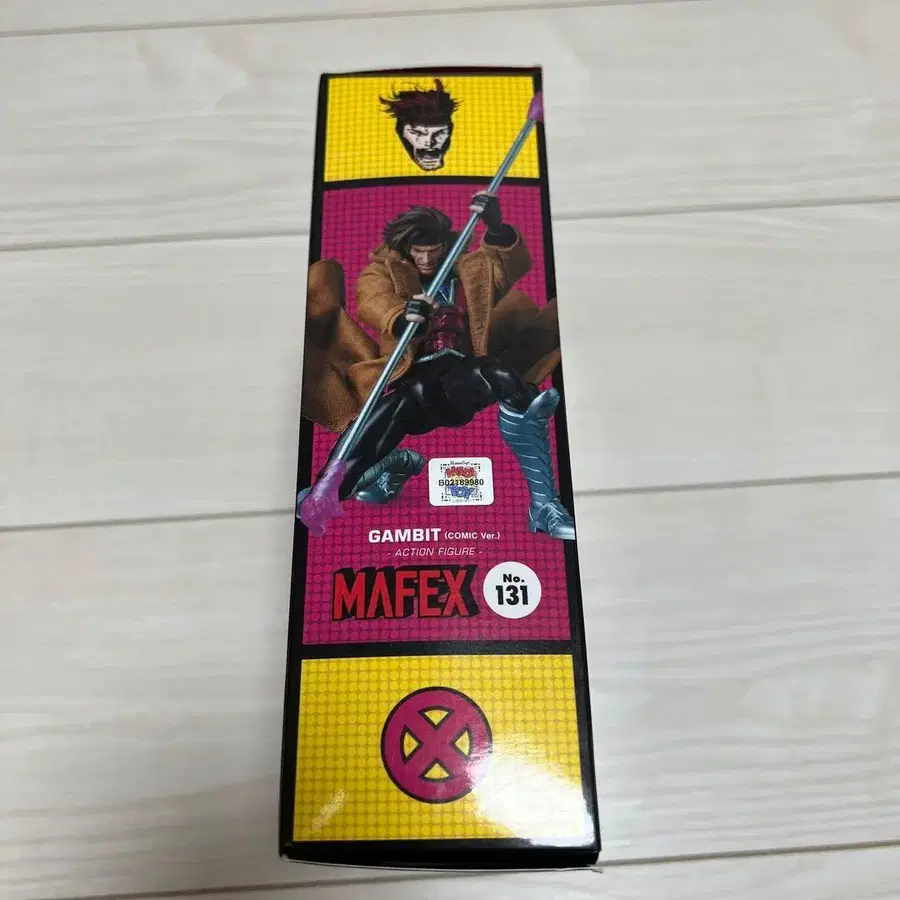 B02189980
GAMBIT (COMIC Ver.)
- ACTION FIGURE -
MAFEX
No.
131